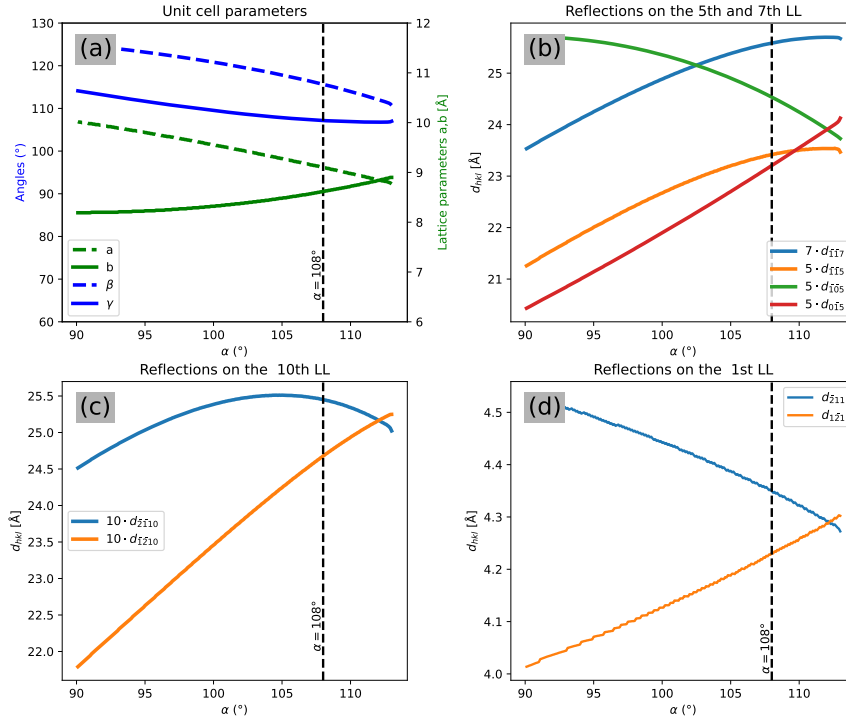 Unit cell parameters
(a)
130
120
110
100
90
80
70
60
Angles (°)
12
11
10
9
8
7
6
Lattice parameters a,b [Å]
a
b
β
γ
α = 108°
90
95
100
105
110
α (°)
Reflections on the 5th and 7th LL
(b)
25
24
23
22
21
d_{hkl} [Å]
7 · d_{1̄1̄7}
5 · d_{1̄1̄5}
5 · d_{1̄05}
5 · d_{01̄5}
α = 108°
90
95
100
105
110
α (°)
Reflections on the  10th LL
(c)
25.5
25.0
24.5
24.0
23.5
23.0
22.5
22.0
d_{hkl} [Å]
10 · d_{2̄1̄10}
10 · d_{1̄2̄10}
α = 108°
90
95
100
105
110
α (°)
Reflections on the  1st LL
(d)
4.5
4.4
4.3
4.2
4.1
4.0
d_{hkl} [Å]
d_{2̄11}
d_{12̄1}
α = 108°
90
95
100
105
110
α (°)